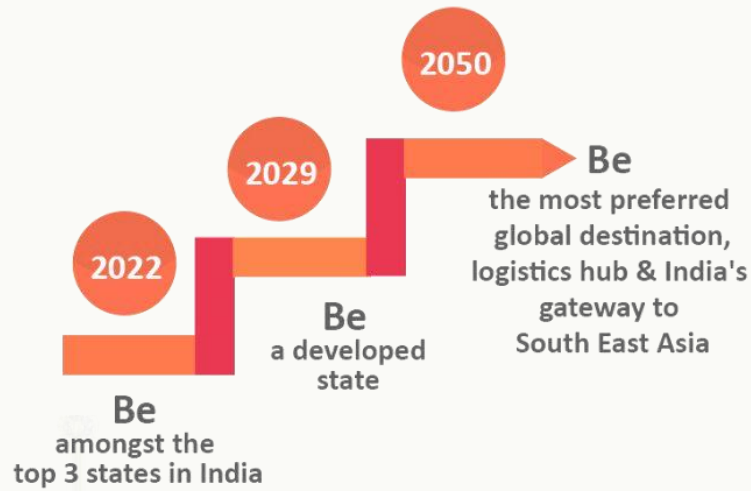 2022
Be
amongst the
top 3 states in India
2029
Be
a developed
state
2050
Be
the most preferred
global destination,
logistics hub & India's
gateway to
South East Asia